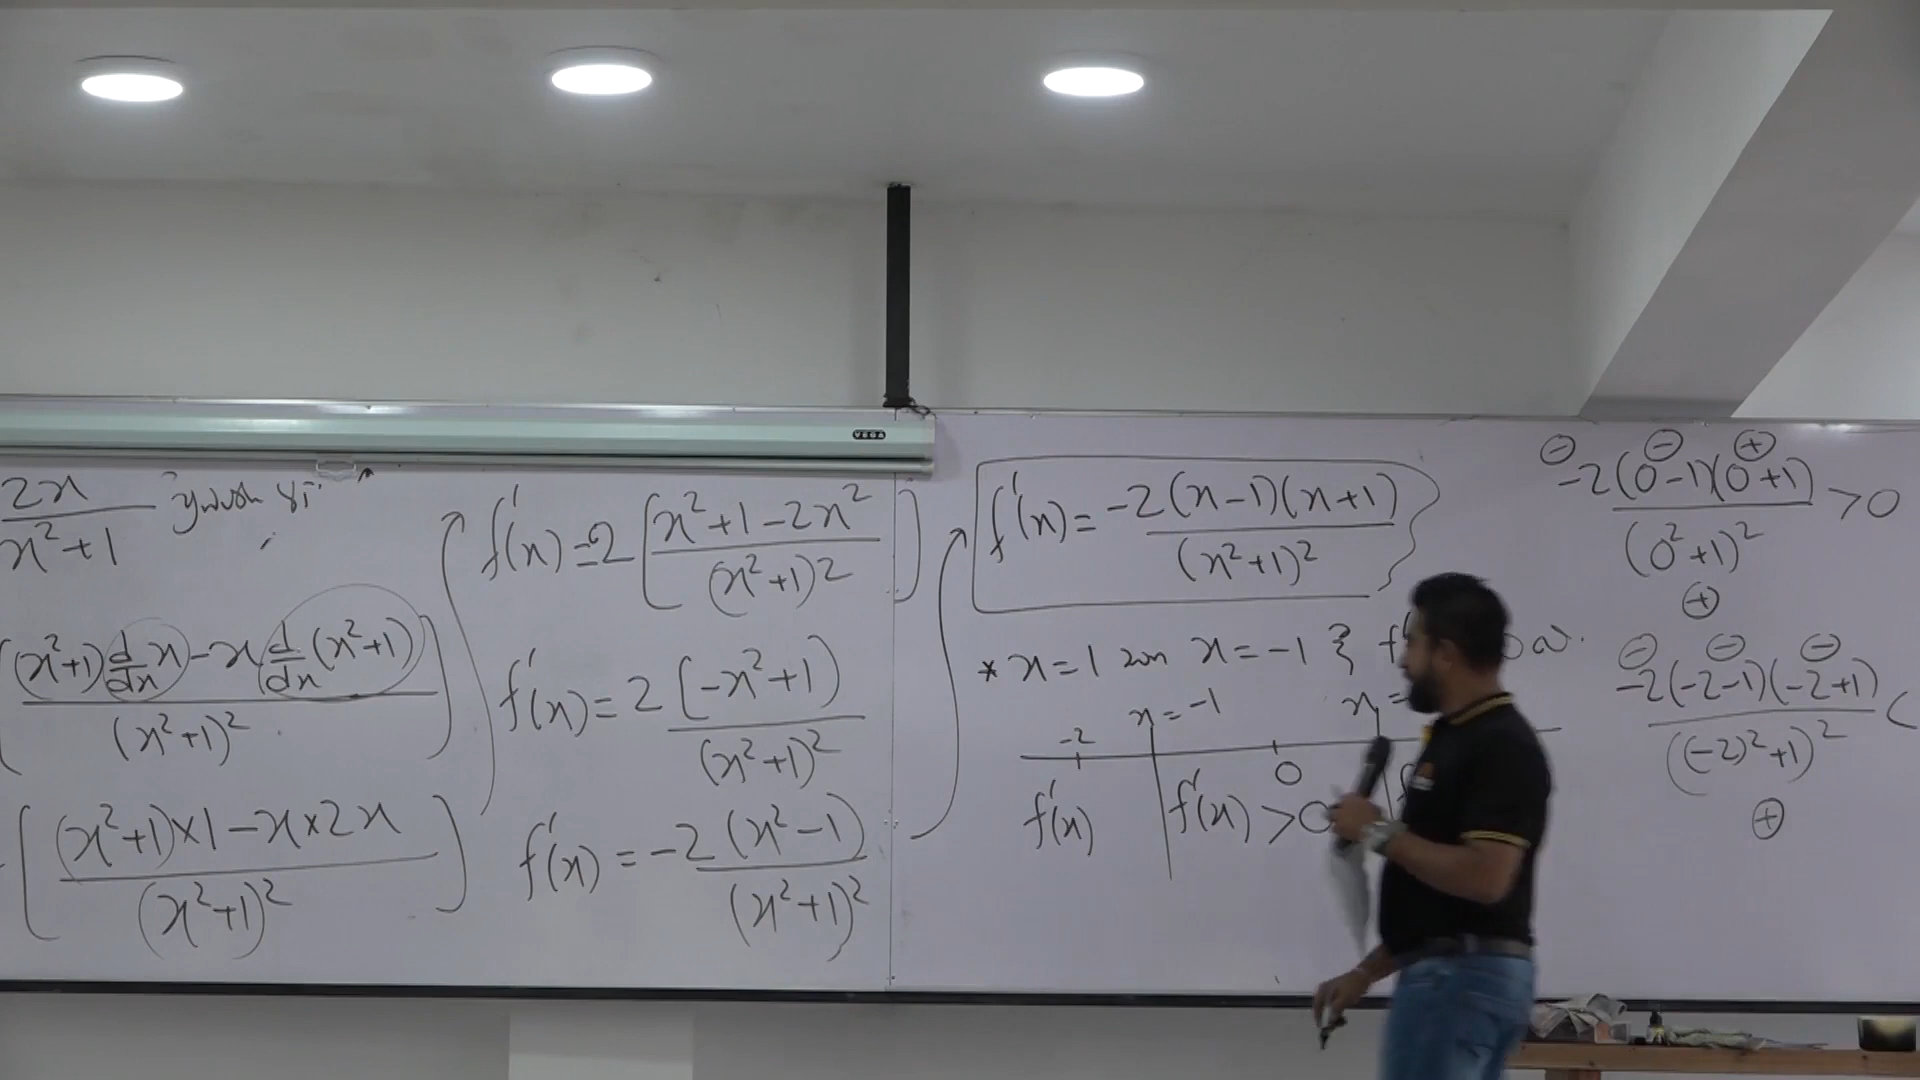 VEGA
2x
x²+1
(x²+1) d/dx x - x d/dx (x²+1)
(x²+1)²
[(x²+1)×1 - x×2x]
(x²+1)²
f'(x) = 2 [x²+1-2x²]
(x²+1)²
f'(x) = 2 [-x²+1)
(x²+1)²
f'(x) = -2 (x²-1)
(x²+1)²
f'(x) = -2(x-1)(x+1)
(x²+1)²
* x=1 x=-1
x=-1
-2
0
f'(x)
f'(x) > 0
⊖ ⊖ ⊕
-2(0-1)(0+1) > 0
(0²+1)²
⊕
⊖ ⊖ ⊖
-2(-2-1)(-2+1) <
((-2)²+1)²
⊕